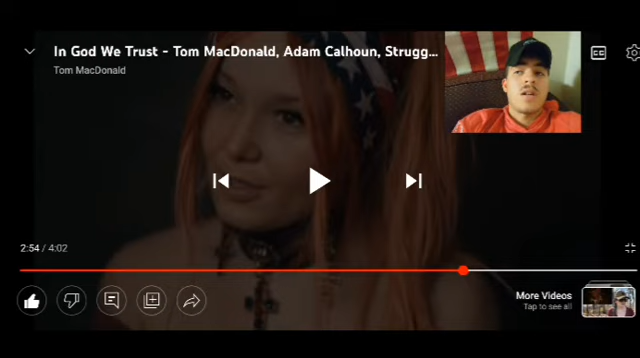 In God We Trust - Tom MacDonald, Adam Calhoun, Strugg...
Tom MacDonald
CC
2:54 / 4:02
More Videos
Tap to see all